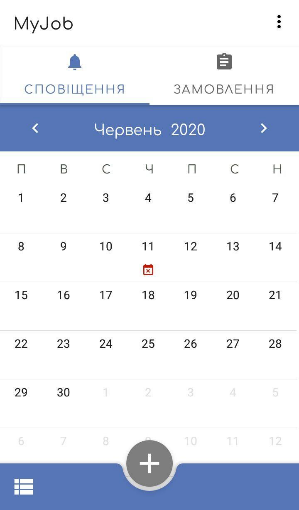 MyJob
СПОВІЩЕННЯ ЗАМОВЛЕННЯ
Червень 2020
П В С Ч П С Н
1 2 3 4 5 6 7
8 9 10 11 12 13 14
15 16 17 18 19 20 21
22 23 24 25 26 27 28
29 30 1 2 3 4 5
6 7 8 9 10 11 12